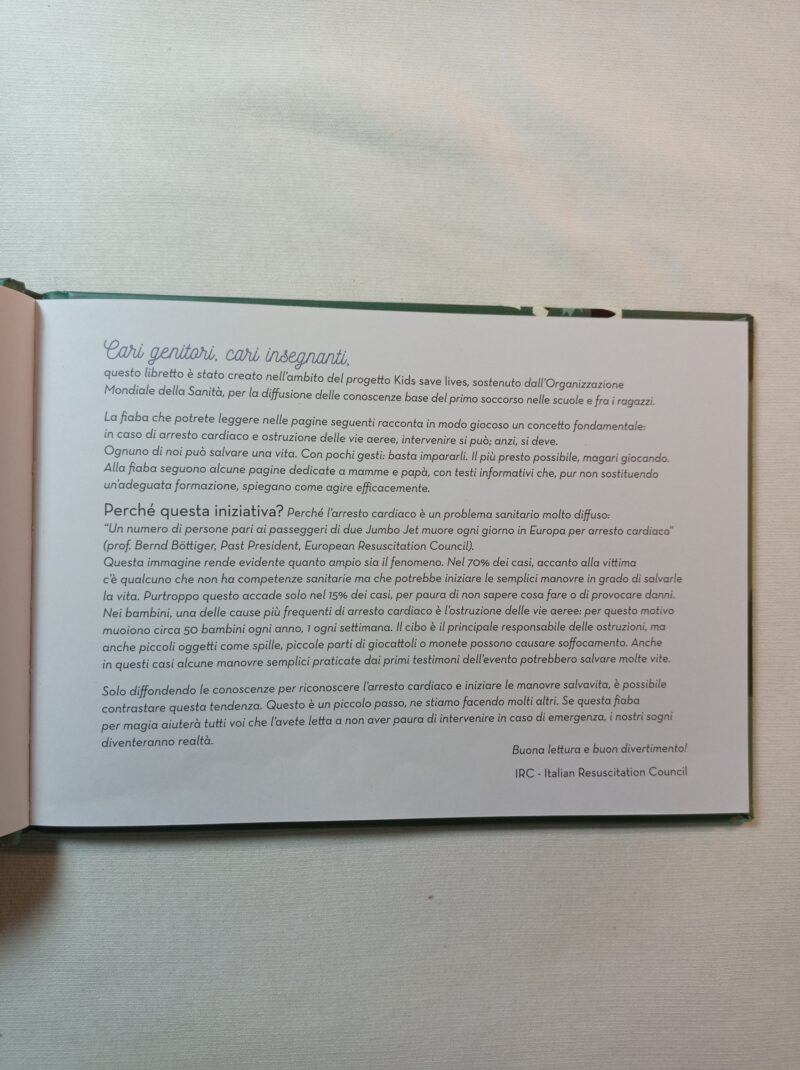 Cari genitori, cari insegnanti,
questo libretto è stato creato nell'ambito del progetto Kids save lives, sostenuto dall'Organizzazione
Mondiale della Sanità, per la diffusione delle conoscenze base del primo soccorso nelle scuole e fra i ragazzi.
La fiaba che potrete leggere nelle pagine seguenti racconta in modo giocoso un concetto fondamentale:
in caso di arresto cardiaco e ostruzione delle vie aeree, intervenire si può; anzi, si deve.
Ognuno di noi può salvare una vita. Con pochi gesti: basta impararli. Il più presto possibile, magari giocando.
Alla fiaba seguono alcune pagine dedicate a mamme e papà, con testi informativi che, pur non sostituendo
un'adeguata formazione, spiegano come agire efficacemente.
Perché questa iniziativa? Perché l'arresto cardiaco è un problema sanitario molto diffuso:
"Un numero di persone pari ai passeggeri di due Jumbo Jet muore ogni giorno in Europa per arresto cardiaco"
(prof. Bernd Böttiger, Past President, European Resuscitation Council).
Questa immagine rende evidente quanto ampio sia il fenomeno. Nel 70% dei casi, accanto alla vittima
c'è qualcuno che non ha competenze sanitarie ma che potrebbe iniziare le semplici manovre in grado di salvarle
la vita. Purtroppo questo accade solo nel 15% dei casi, per paura di non sapere cosa fare o di provocare danni.
Nei bambini, una delle cause più frequenti di arresto cardiaco è l'ostruzione delle vie aeree: per questo motivo
muoiono circa 50 bambini ogni anno, 1 ogni settimana. Il cibo è il principale responsabile delle ostruzioni, ma
anche piccoli oggetti come spille, piccole parti di giocattoli o monete possono causare soffocamento. Anche
in questi casi alcune manovre semplici praticate dai primi testimoni dell'evento potrebbero salvare molte vite.
Solo diffondendo le conoscenze per riconoscere l'arresto cardiaco e iniziare le manovre salvavita, è possibile
contrastare questa tendenza. Questo è un piccolo passo, ne stiamo facendo molti altri. Se questa fiaba
per magia aiuterà tutti voi che l'avete letta a non aver paura di intervenire in caso di emergenza, i nostri sogni
diventeranno realtà.
Buona lettura e buon divertimento!
IRC - Italian Resuscitation Council